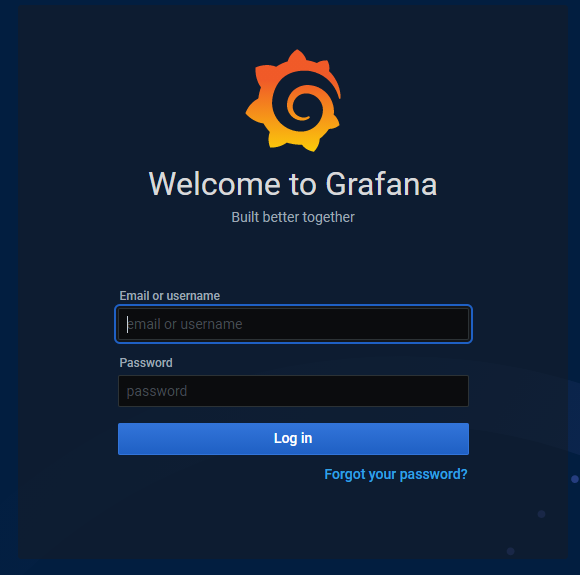 Welcome to Grafana
Built better together
Email or username
email or username
Password
password
Log in
Forgot your password?